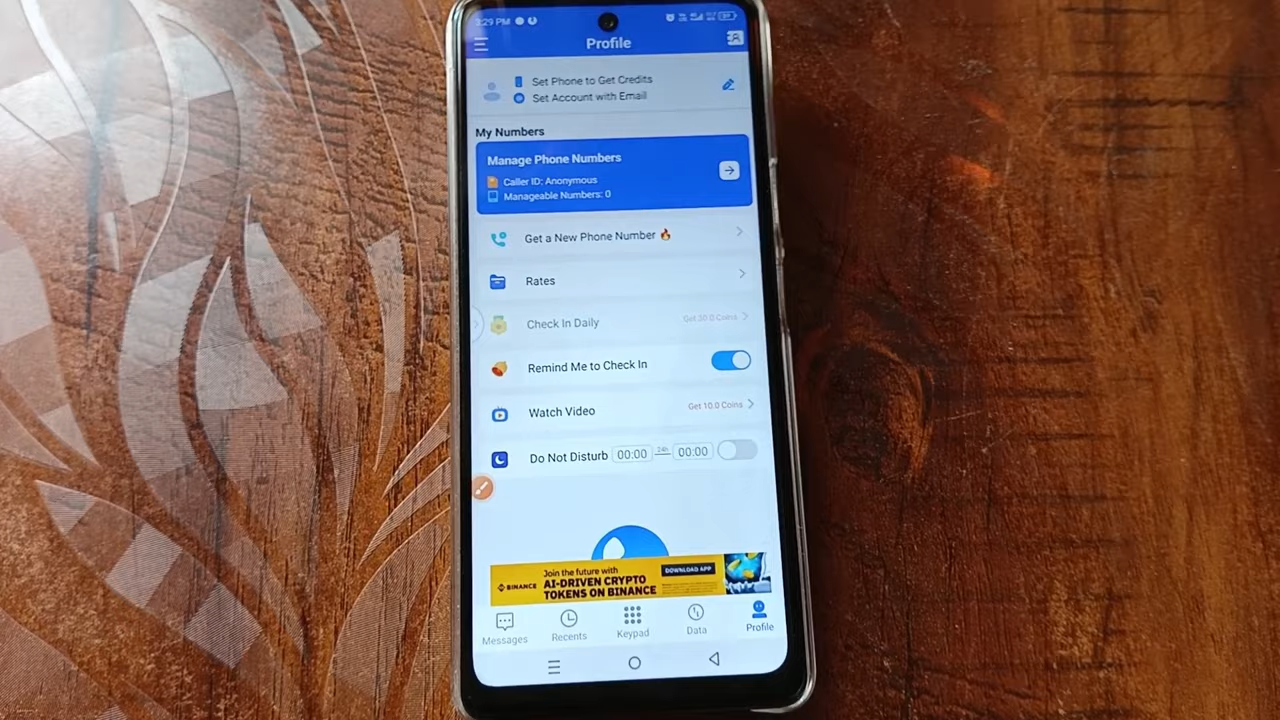 3:29 PM
Profile
Set Phone to Get Credits
Set Account with Email
My Numbers
Manage Phone Numbers
Caller ID: Anonymous
Manageable Numbers: 0
Get a New Phone Number 🔥
Rates
Check In Daily Get 30.0 Coins
Remind Me to Check In
Watch Video Get 10.0 Coins
Do Not Disturb 00:00 24h 00:00
BINANCE
Join the future with
AI-DRIVEN CRYPTO
TOKENS ON BINANCE
DOWNLOAD APP
Messages Recents Keypad Data Profile